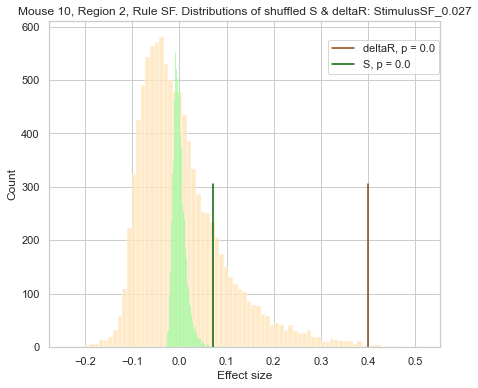 Mouse 10, Region 2, Rule SF. Distributions of shuffled S & deltaR: StimulusSF_0.027
deltaR, p = 0.0
S, p = 0.0
Count
600
500
400
300
200
100
0
−0.2 −0.1 0.0 0.1 0.2 0.3 0.4 0.5
Effect size